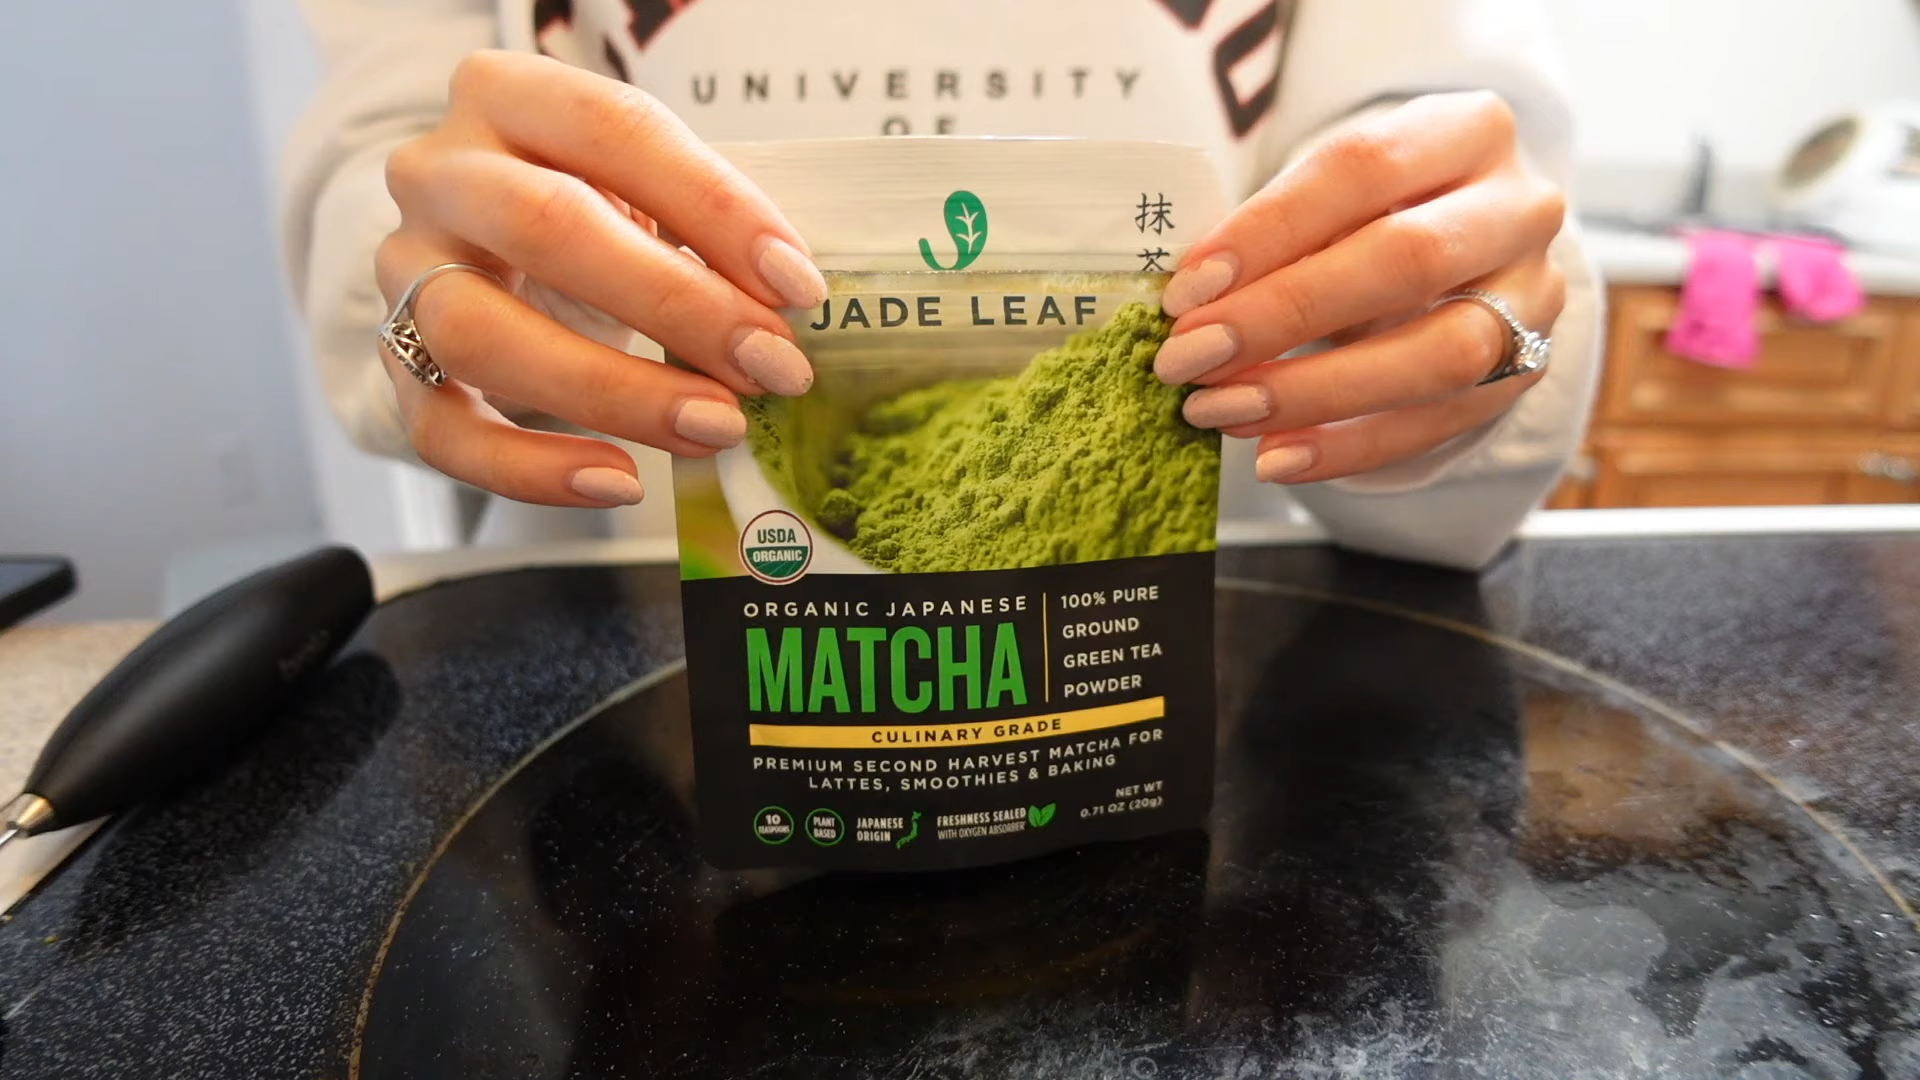 UNIVERSITY
OF
抹
茶
JADE LEAF
USDA
ORGANIC
ORGANIC JAPANESE
MATCHA
100% PURE
GROUND
GREEN TEA
POWDER
CULINARY GRADE
PREMIUM SECOND HARVEST MATCHA FOR
LATTES, SMOOTHIES & BAKING
NET WT
0.71 OZ (20g)
10
TEASPOONS
PLANT
BASED
JAPANESE
ORIGIN
FRESHNESS SEALED
WITH OXYGEN ABSORBER